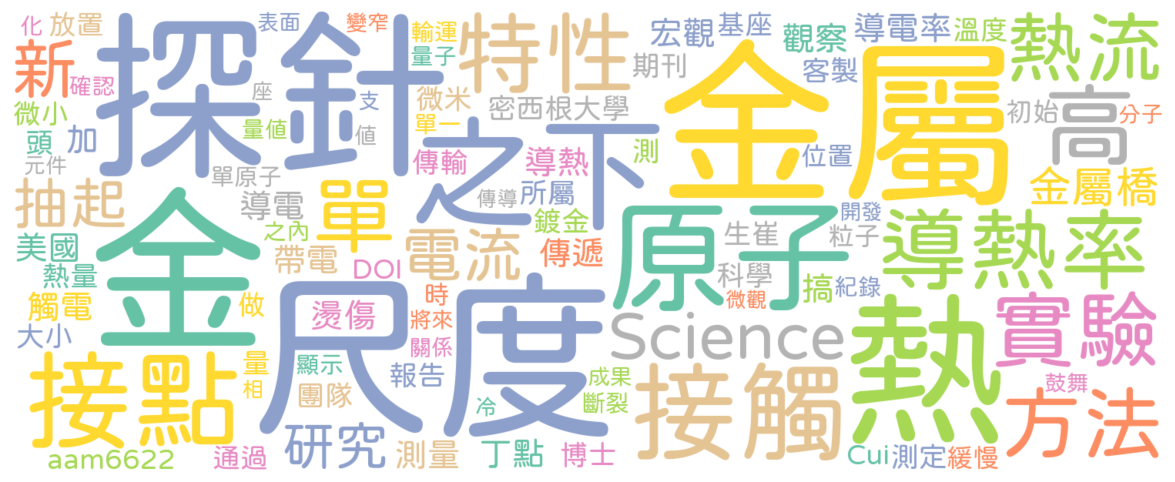 探針
尺度
金屬
之下
金
熱
原子
接點
接觸
導熱率
特性
單
高
實驗
方法
熱流
新
研究
Science
電流
抽起
金屬橋
化
放置
表面
變窄
輸運
量子
宏觀
基座
觀察
導電率
溫度
客製
期刊
確認
微小
座
支
微米
密西根大學
初始
分子
頭
加
量值
值
單一
測
位置
元件
單原子
傳輸
導熱
所屬
傳導
導電
鍍金
開發
美國
之內
帶電
DOI
傳遞
生崔
粒子
熱量
科學
搞
紀錄
觸電
做
燙傷
時
將來
微觀
大小
關係
量
顯示
報告
成果
鼓舞
相
團隊
冷
斷裂
aam6622
通過
測量
丁點
博士
Cui
測定
緩慢